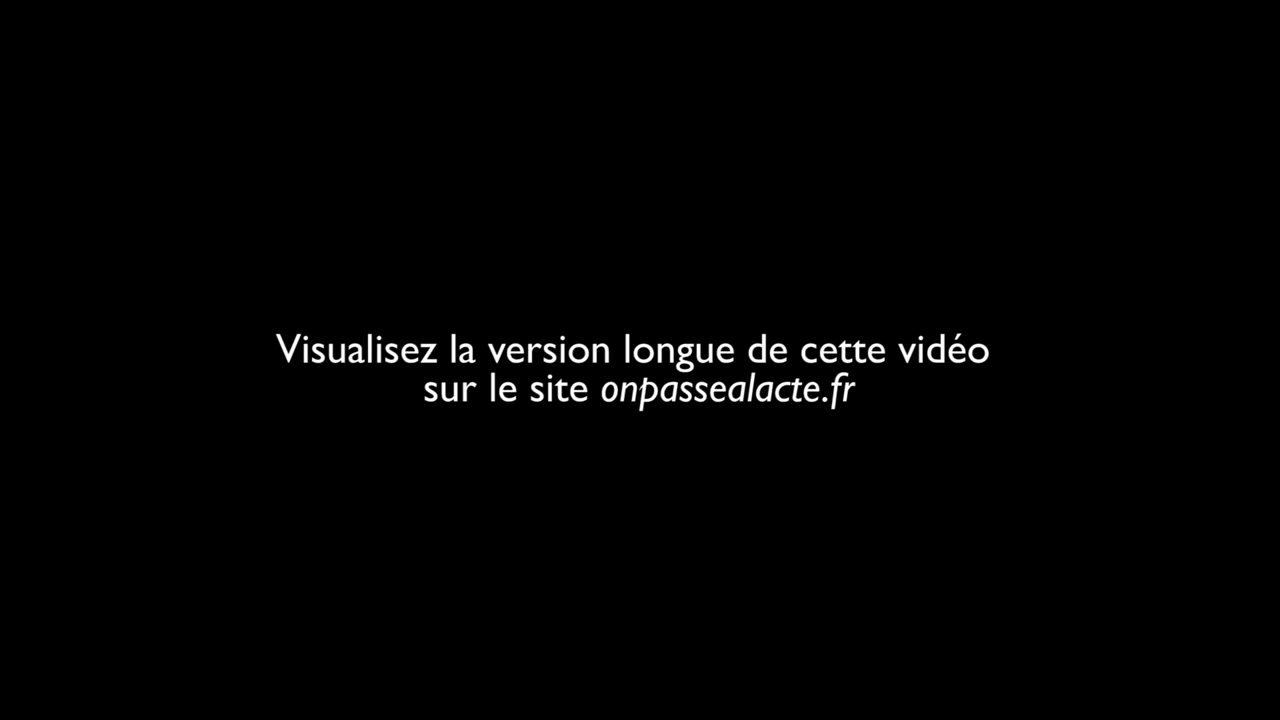 Visualisez la version longue de cette vidéo
sur le site onpassealacte.fr